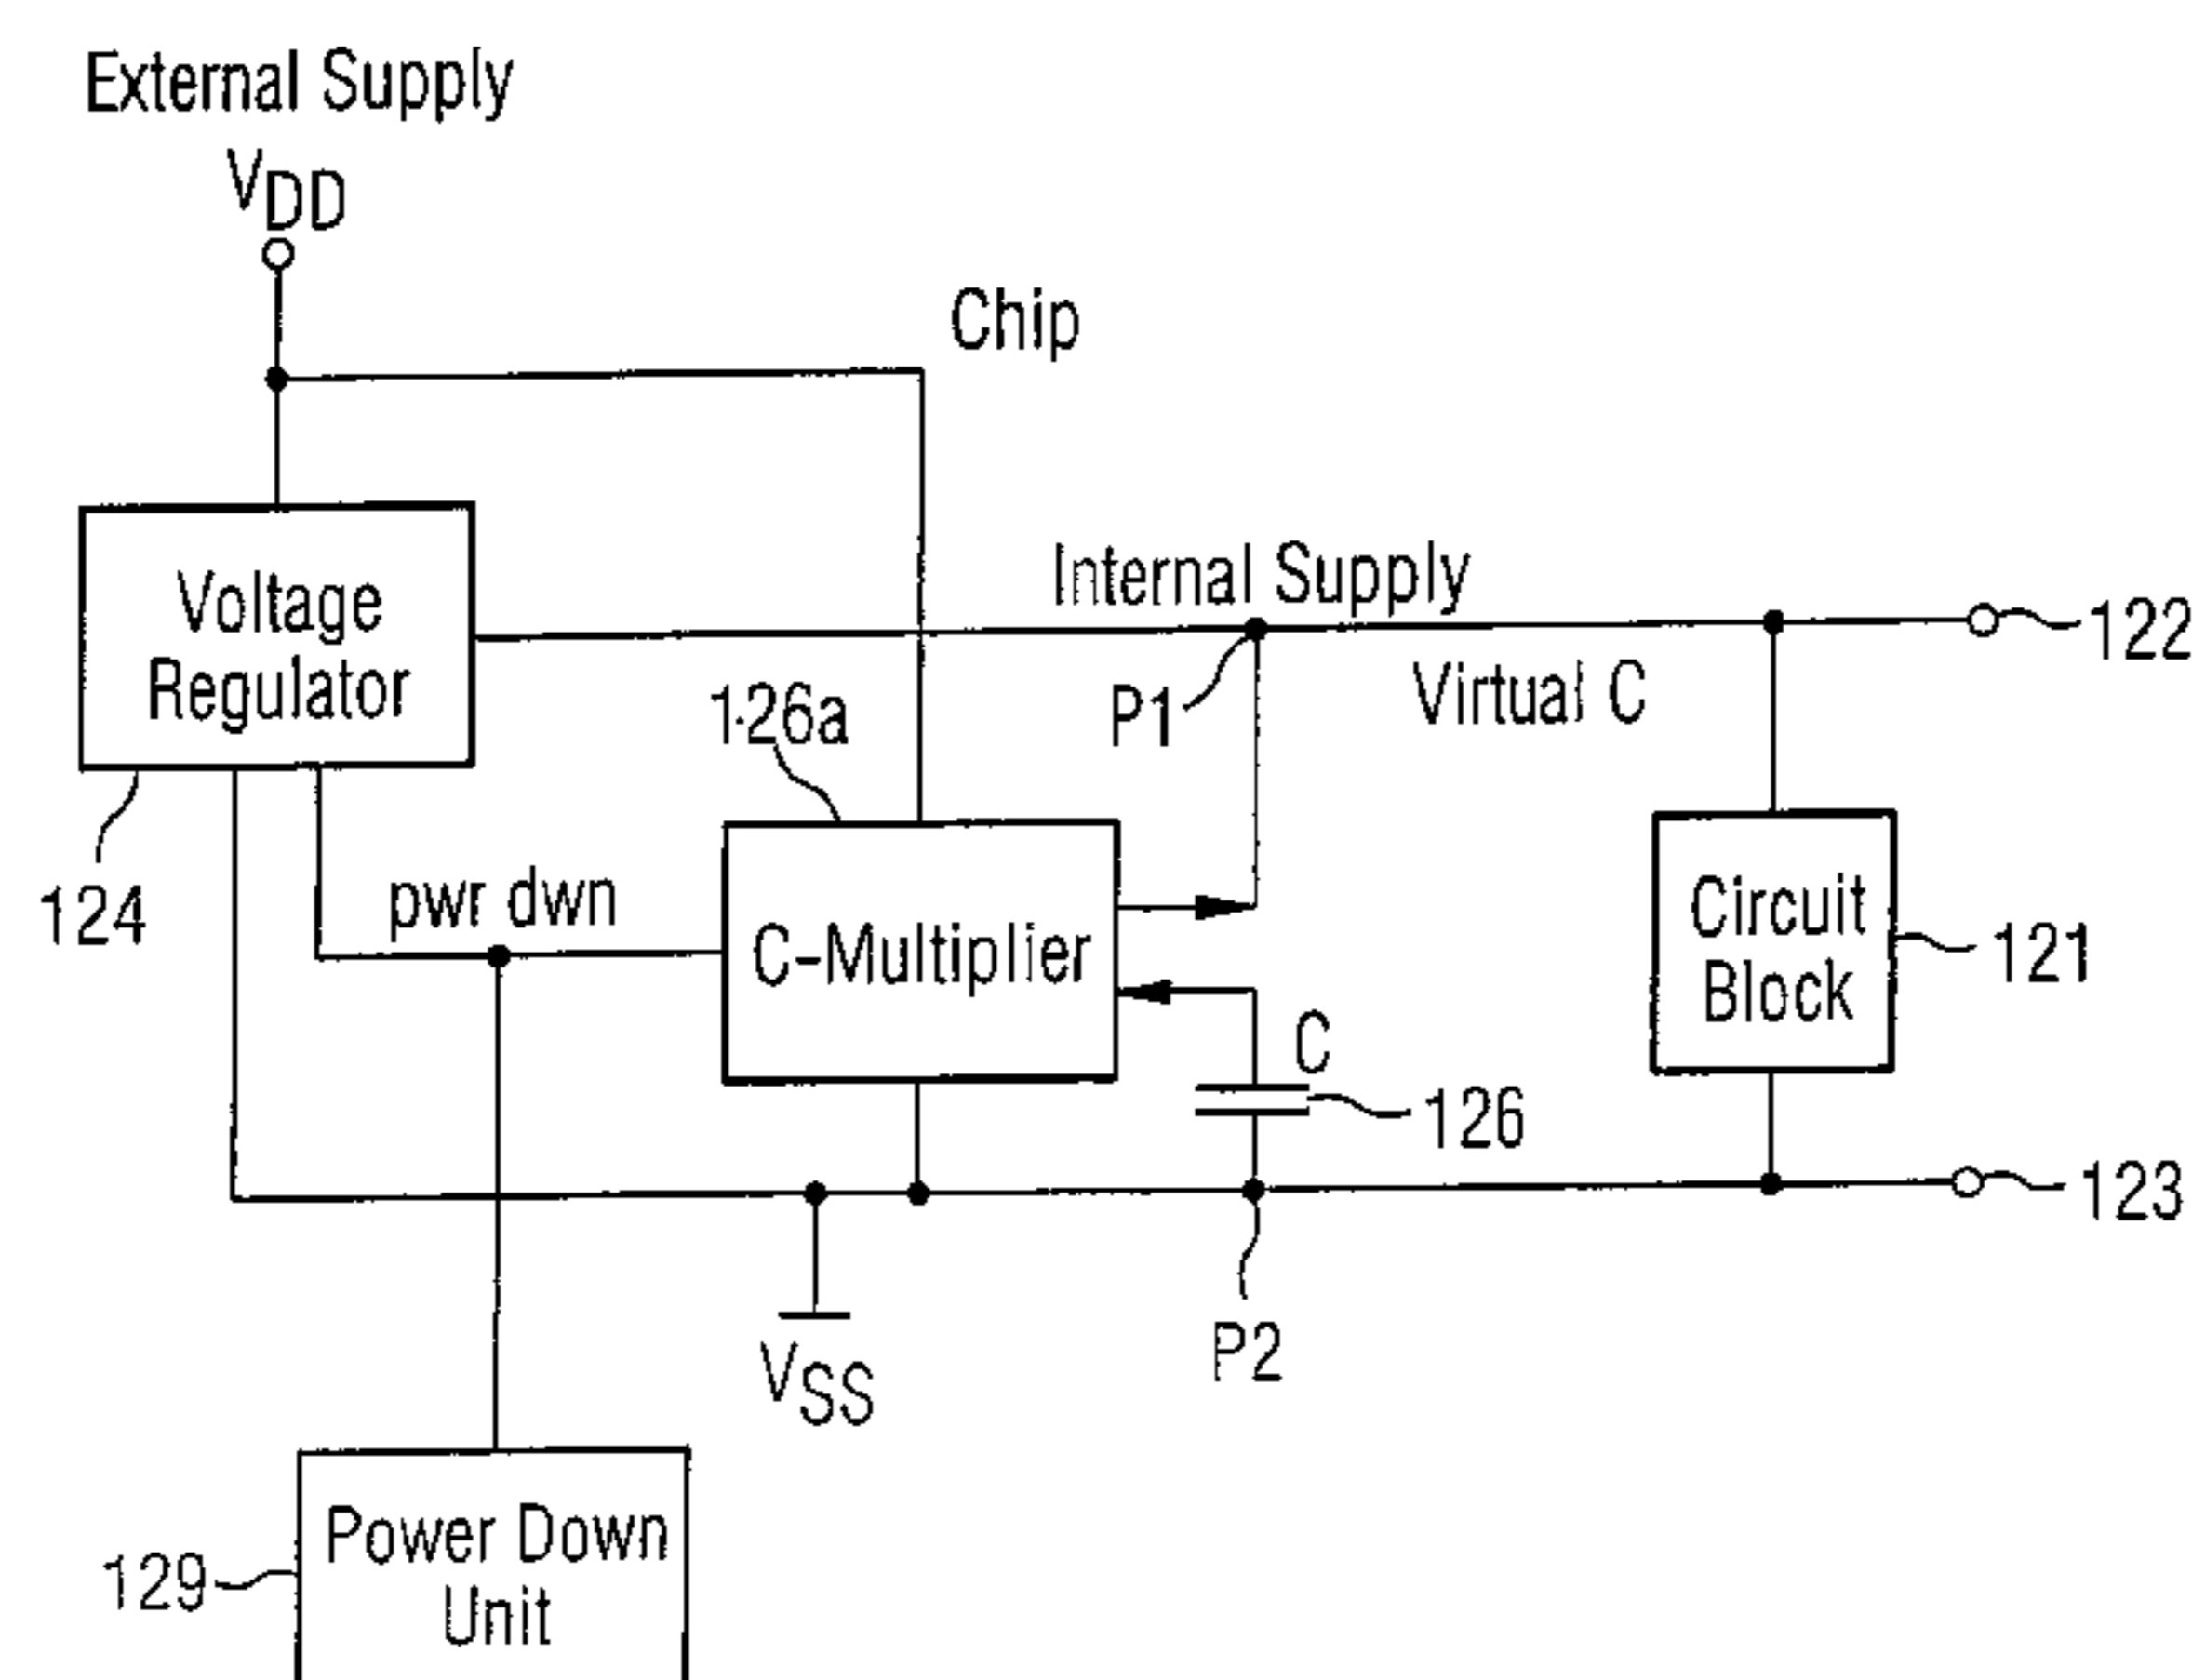 External Supply
VDD
Chip
Voltage
Regulator
Internal Supply
122
P1
Virtual C
126a
124
pwr dwn
C-Multiplier
Circuit
Block
121
C
126
123
VSS
P2
Power Down
Unit
129